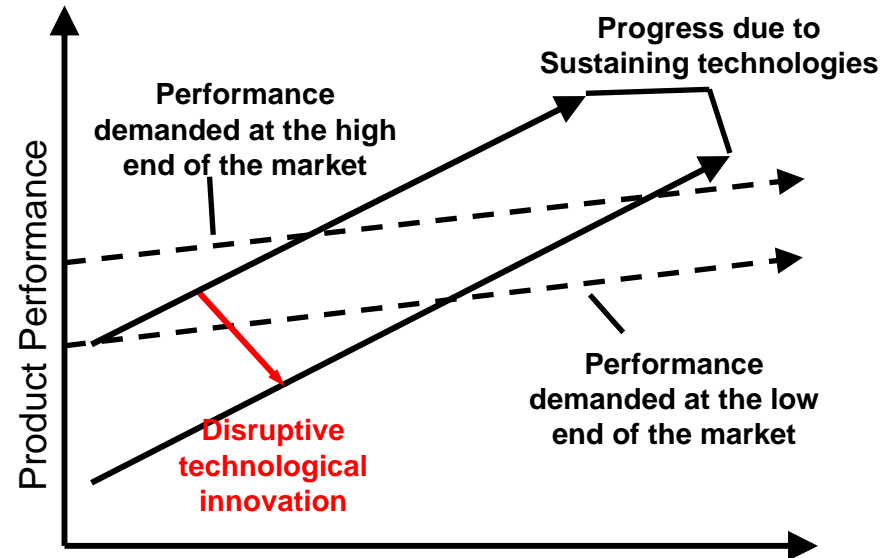 Progress due to
Sustaining technologies
Performance
demanded at the high
end of the market
Product Performance
Performance
demanded at the low
end of the market
Disruptive
technological
innovation